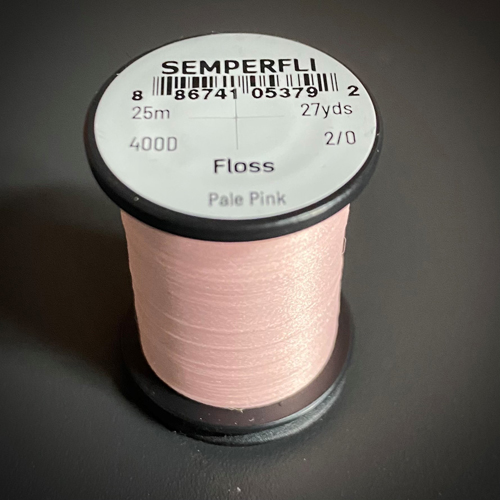 SEMPERFLI
8 86741 05379 2
25m 27yds
400D 2/0
Floss
Pale Pink